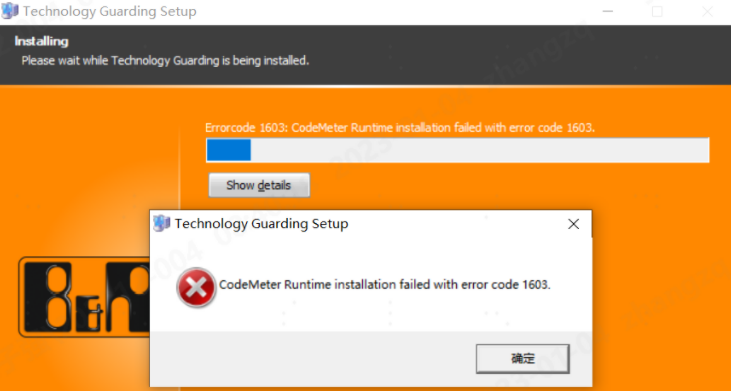 Technology Guarding Setup
Installing
Please wait while Technology Guarding is being installed.
Errorcode 1603: CodeMeter Runtime installation failed with error code 1603.
Show details
Technology Guarding Setup
CodeMeter Runtime installation failed with error code 1603.
确定